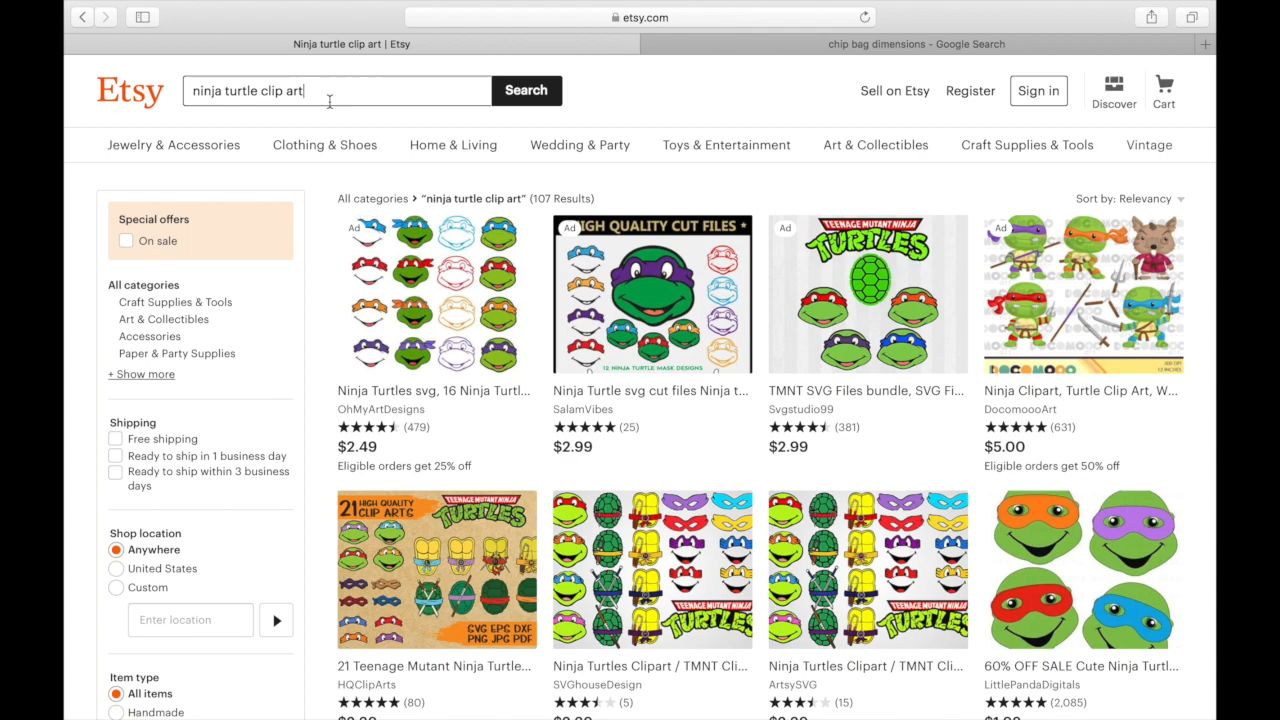 etsy.com
Ninja turtle clip art | Etsy
chip bag dimensions - Google Search
Etsy
ninja turtle clip art
Search
Sell on Etsy
Register
Sign in
Discover
Cart
Jewelry & Accessories
Clothing & Shoes
Home & Living
Wedding & Party
Toys & Entertainment
Art & Collectibles
Craft Supplies & Tools
Vintage
Special offers
On sale
All categories
Craft Supplies & Tools
Art & Collectibles
Accessories
Paper & Party Supplies
+ Show more
Shipping
Free shipping
Ready to ship in 1 business day
Ready to ship within 3 business
days
Shop location
Anywhere
United States
Custom
Enter location
Item type
All items
Handmade
All categories > “ninja turtle clip art” (107 Results)
Sort by: Relevancy
Ad
Ninja Turtles svg, 16 Ninja Turtl...
OhMyArtDesigns
(479)
$2.49
Eligible orders get 25% off
Ad
HIGH QUALITY CUT FILES ★
12 NINJA TURTLE MASK DESIGNS
Ninja Turtle svg cut files Ninja t...
SalamVibes
(25)
$2.99
Ad
TEENAGE MUTANT NINJA
TURTLES
TMNT SVG Files bundle, SVG Fi...
Svgstudio99
(381)
$2.99
Ad
DOCOMOOO
Ninja Clipart, Turtle Clip Art, W...
DocomoooArt
(631)
$5.00
Eligible orders get 50% off
21 HIGH QUALITY
CLIP ARTS
TEENAGE MUTANT NINJA
TURTLES
SVG EPS DXF
PNG JPG PDF
21 Teenage Mutant Ninja Turtle...
HQClipArts
(80)
TEENAGE MUTANT NINJA
TURTLES
Ninja Turtles Clipart / TMNT Cli...
SVGhouseDesign
(5)
TEENAGE MUTANT NINJA
TURTLES
Ninja Turtles Clipart / TMNT Cli...
ArtsySVG
(15)
60% OFF SALE Cute Ninja Turtl...
LittlePandaDigitals
(2,085)